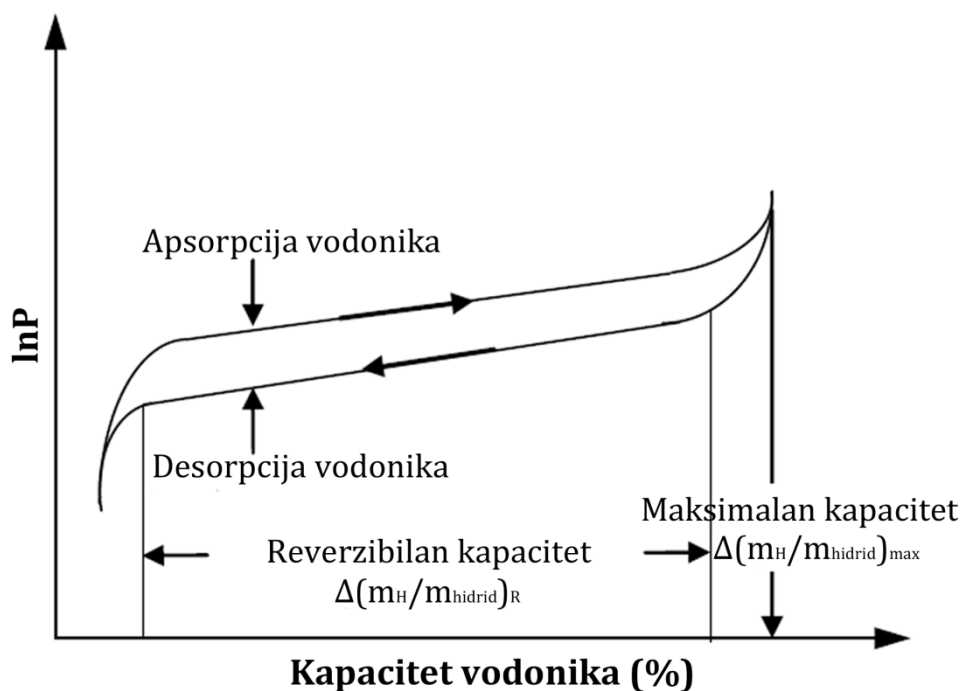 lnP
Apsorpcija vodonika
Desorpcija vodonika
Reverzibilan kapacitet
Δ(mH/mhidrid)R
Maksimalan kapacitet
Δ(mH/mhidrid)max
Kapacitet vodonika (%)